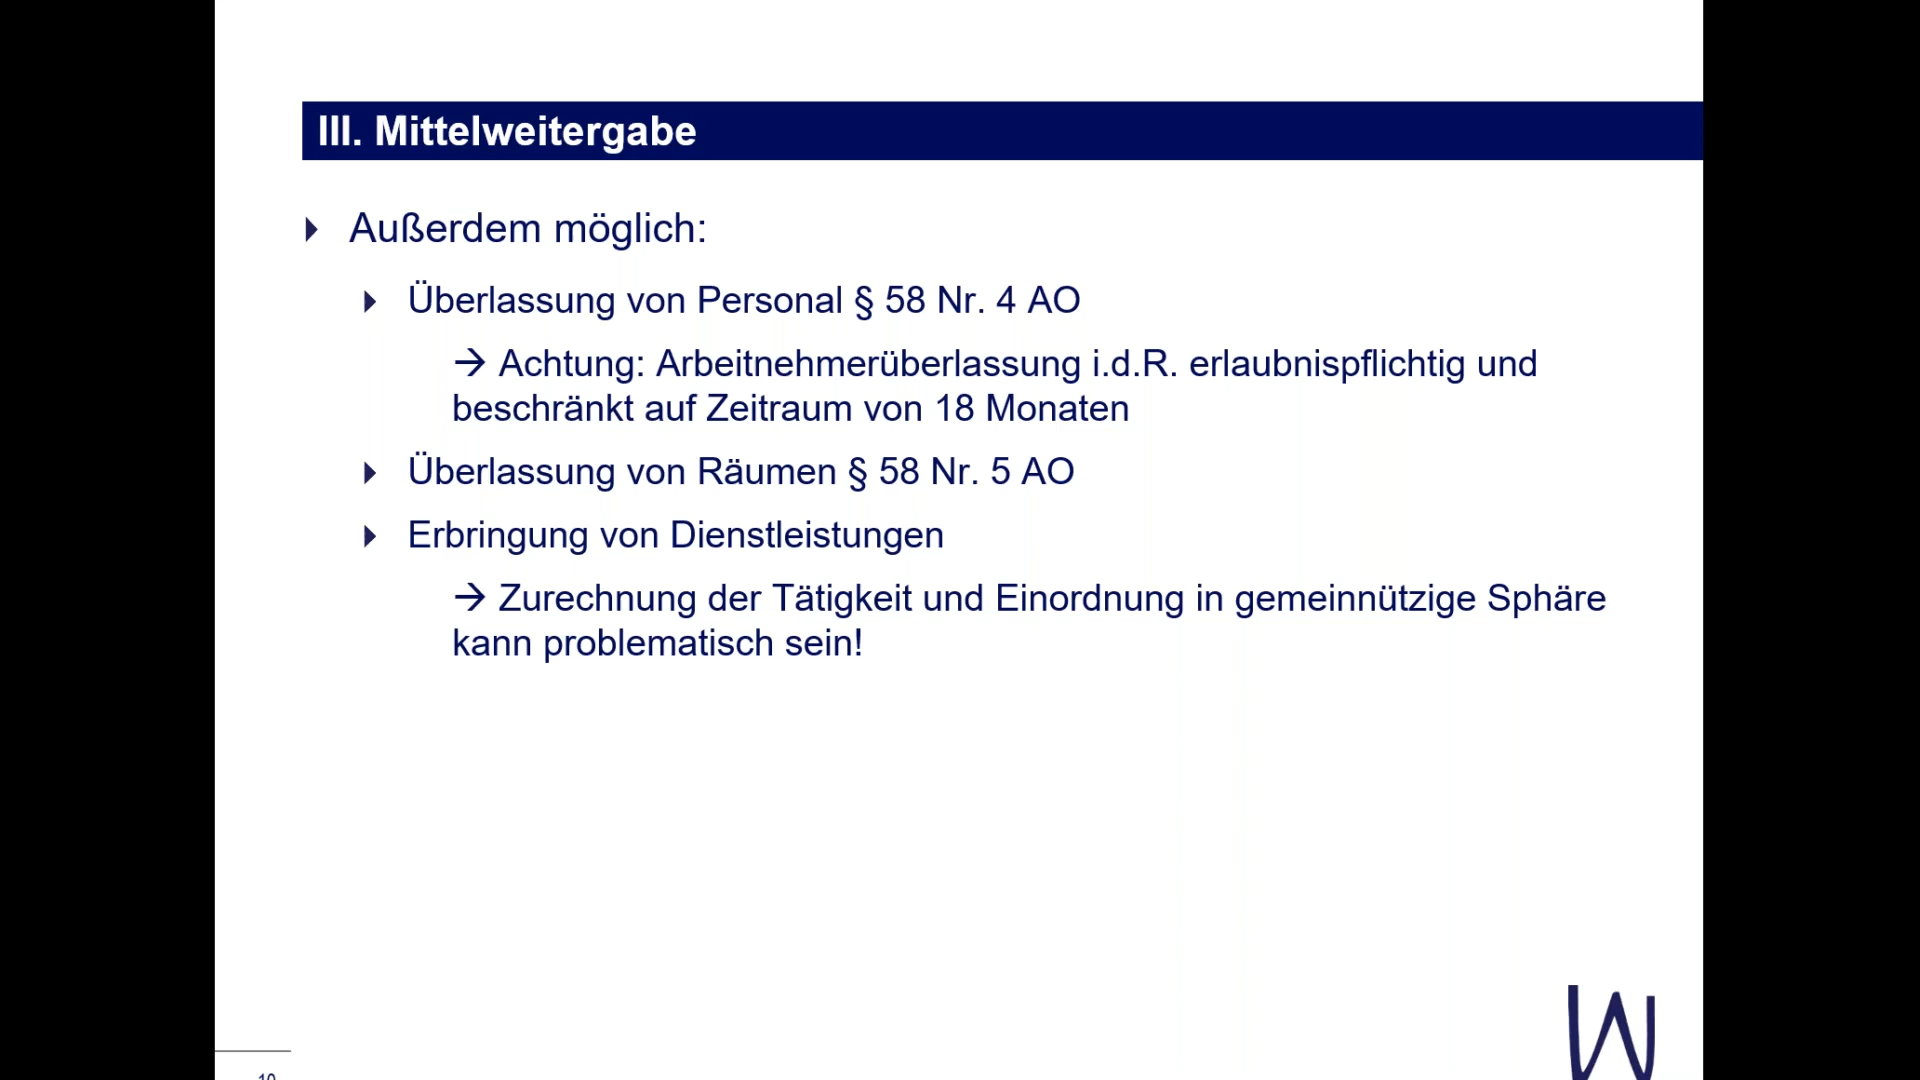 III. Mittelweitergabe
Außerdem möglich:
Überlassung von Personal § 58 Nr. 4 AO
→ Achtung: Arbeitnehmerüberlassung i.d.R. erlaubnispflichtig und
beschränkt auf Zeitraum von 18 Monaten
Überlassung von Räumen § 58 Nr. 5 AO
Erbringung von Dienstleistungen
→ Zurechnung der Tätigkeit und Einordnung in gemeinnützige Sphäre
kann problematisch sein!
W